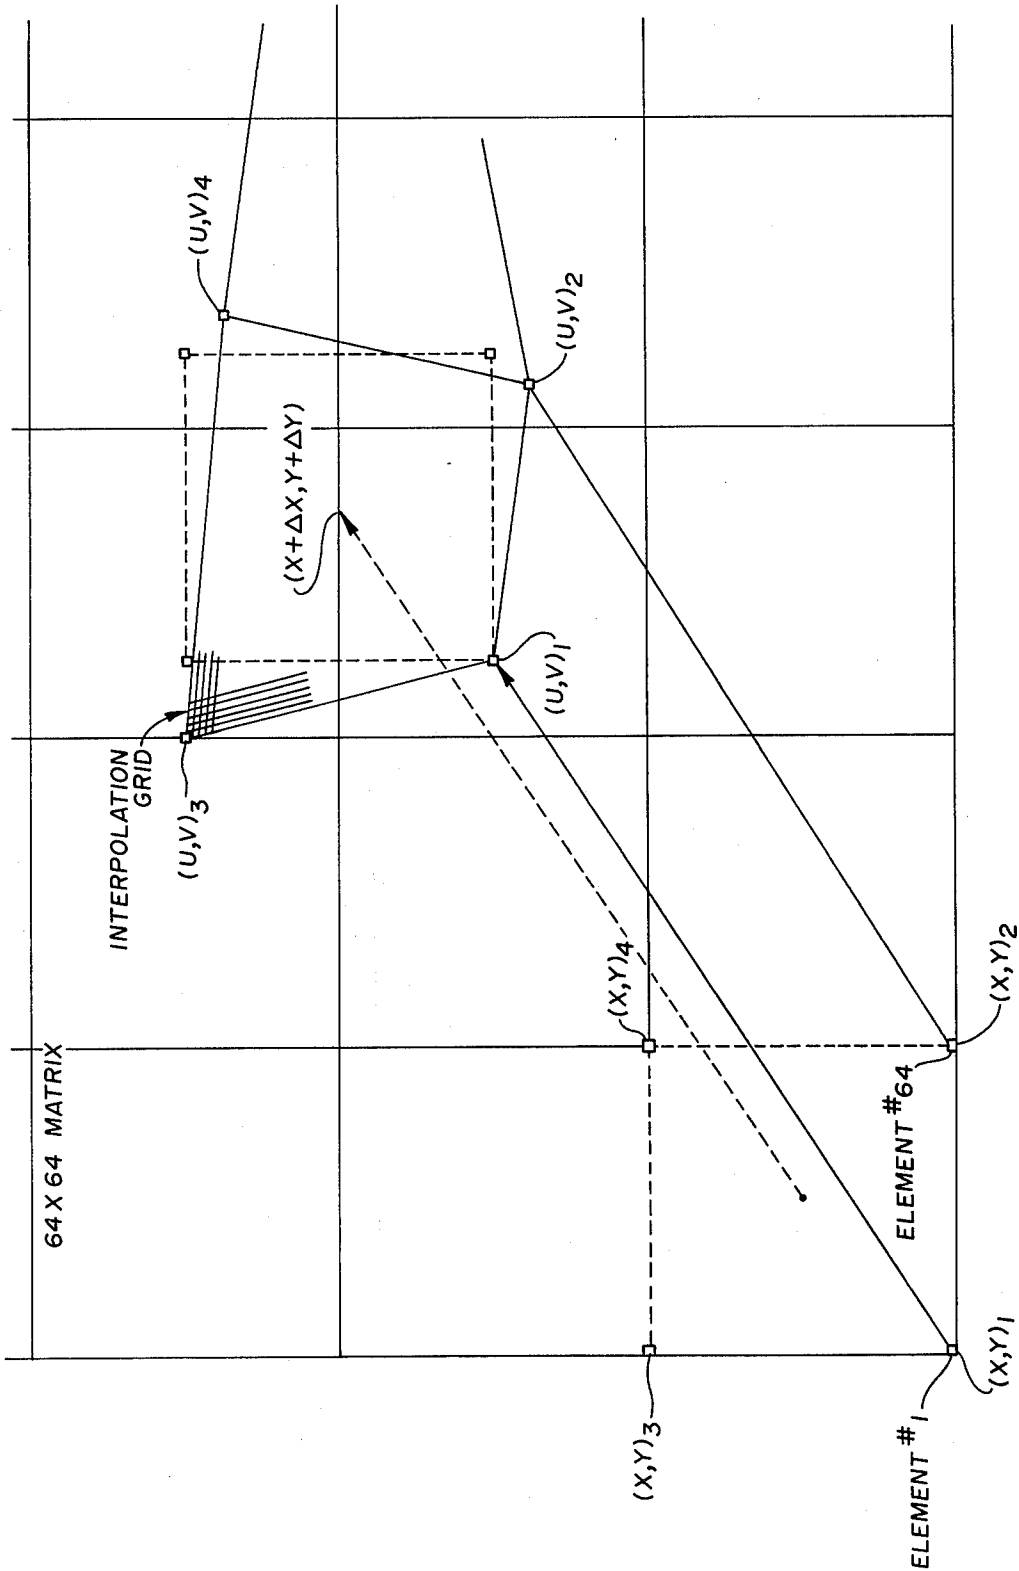 64 X 64 MATRIX
INTERPOLATION
GRID
(U,V)3
(U,V)4
(X+ΔX,Y+ΔY)
(U,V)1
(U,V)2
(X,Y)3
(X,Y)4
ELEMENT #1
(X,Y)1
ELEMENT #64
(X,Y)2